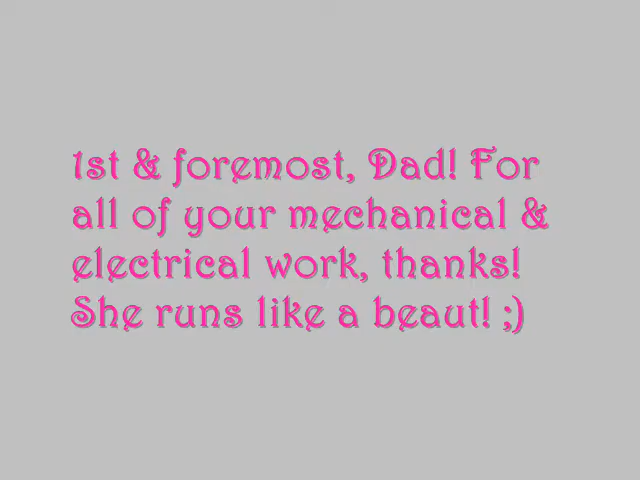 1st & foremost, Dad! For
all of your mechanical &
electrical work, thanks!
She runs like a beaut! ;)